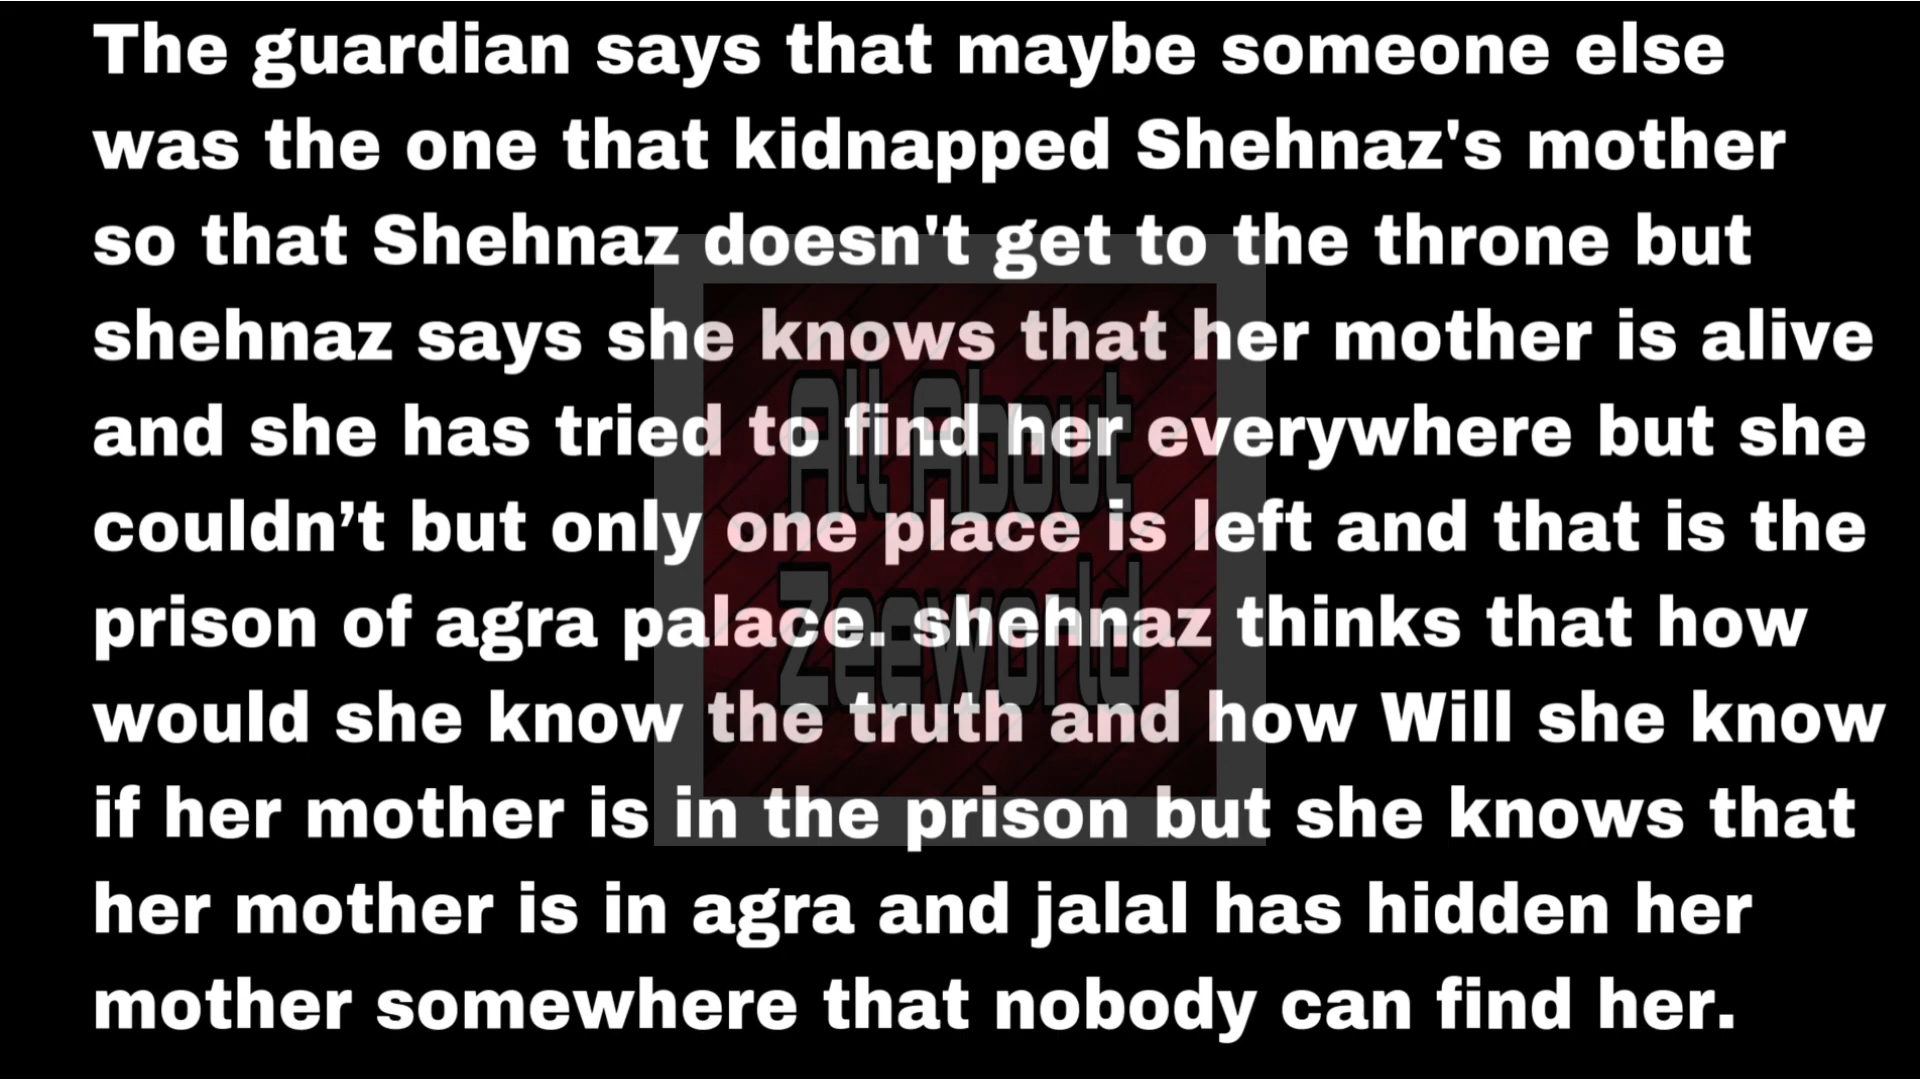 The guardian says that maybe someone else
was the one that kidnapped Shehnaz's mother
so that Shehnaz doesn't get to the throne but
shehnaz says she knows that her mother is alive
and she has tried to find her everywhere but she
couldn’t but only one place is left and that is the
prison of agra palace. shehnaz thinks that how
would she know the truth and how Will she know
if her mother is in the prison but she knows that
her mother is in agra and jalal has hidden her
mother somewhere that nobody can find her.
All About
Zeeworld